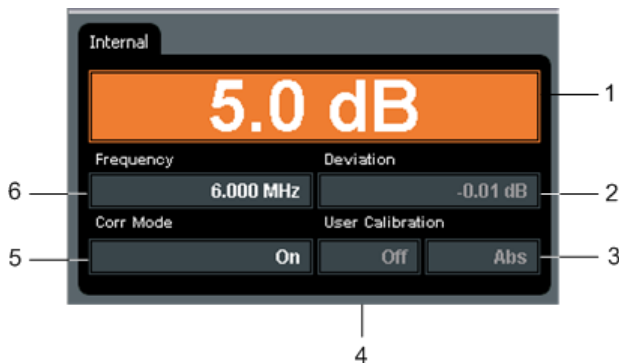 Internal
5.0 dB
1
Frequency
Deviation
6
6.000 MHz
-0.01 dB
2
Corr Mode
User Calibration
5
On
Off
Abs
3
4